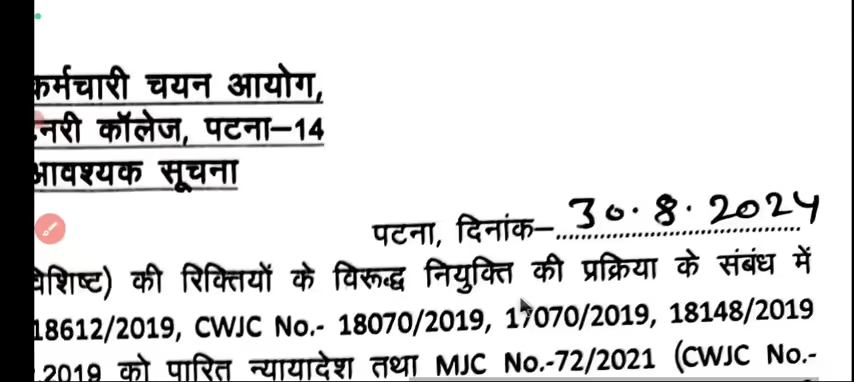 कर्मचारी चयन आयोग,
कॉलेज, पटना-14
आवश्यक सूचना
पटना, दिनांक-30.8.2024
की रिक्तियों के विरूद्ध नियुक्ति की प्रक्रिया के संबंध में
18612/2019, CWJC No.- 18070/2019, 17070/2019, 18148/2019
.2019 को पारित न्यायादेश तथा MJC No.-72/2021 (CWJC No.-